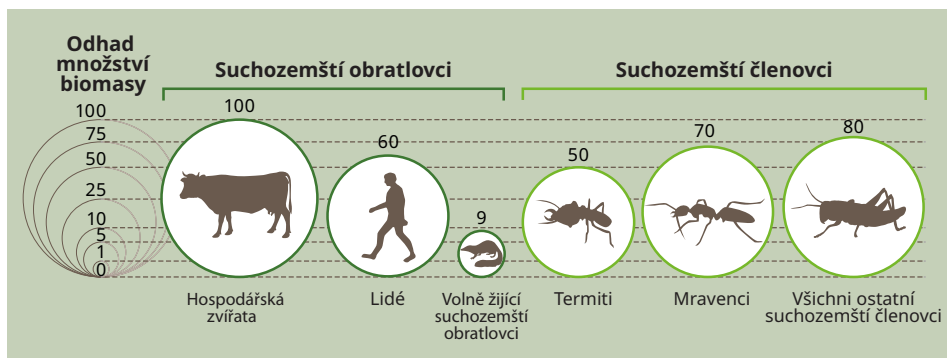 Odhad
množství
biomasy
Suchozemští obratlovci
Suchozemští členovci
100
75
50
25
10
5
1
0
100
60
9
50
70
80
Hospodářská
zvířata
Lidé
Volně žijící
suchozemští
obratlovci
Termiti
Mravenci
Všichni ostatní
suchozemští členovci